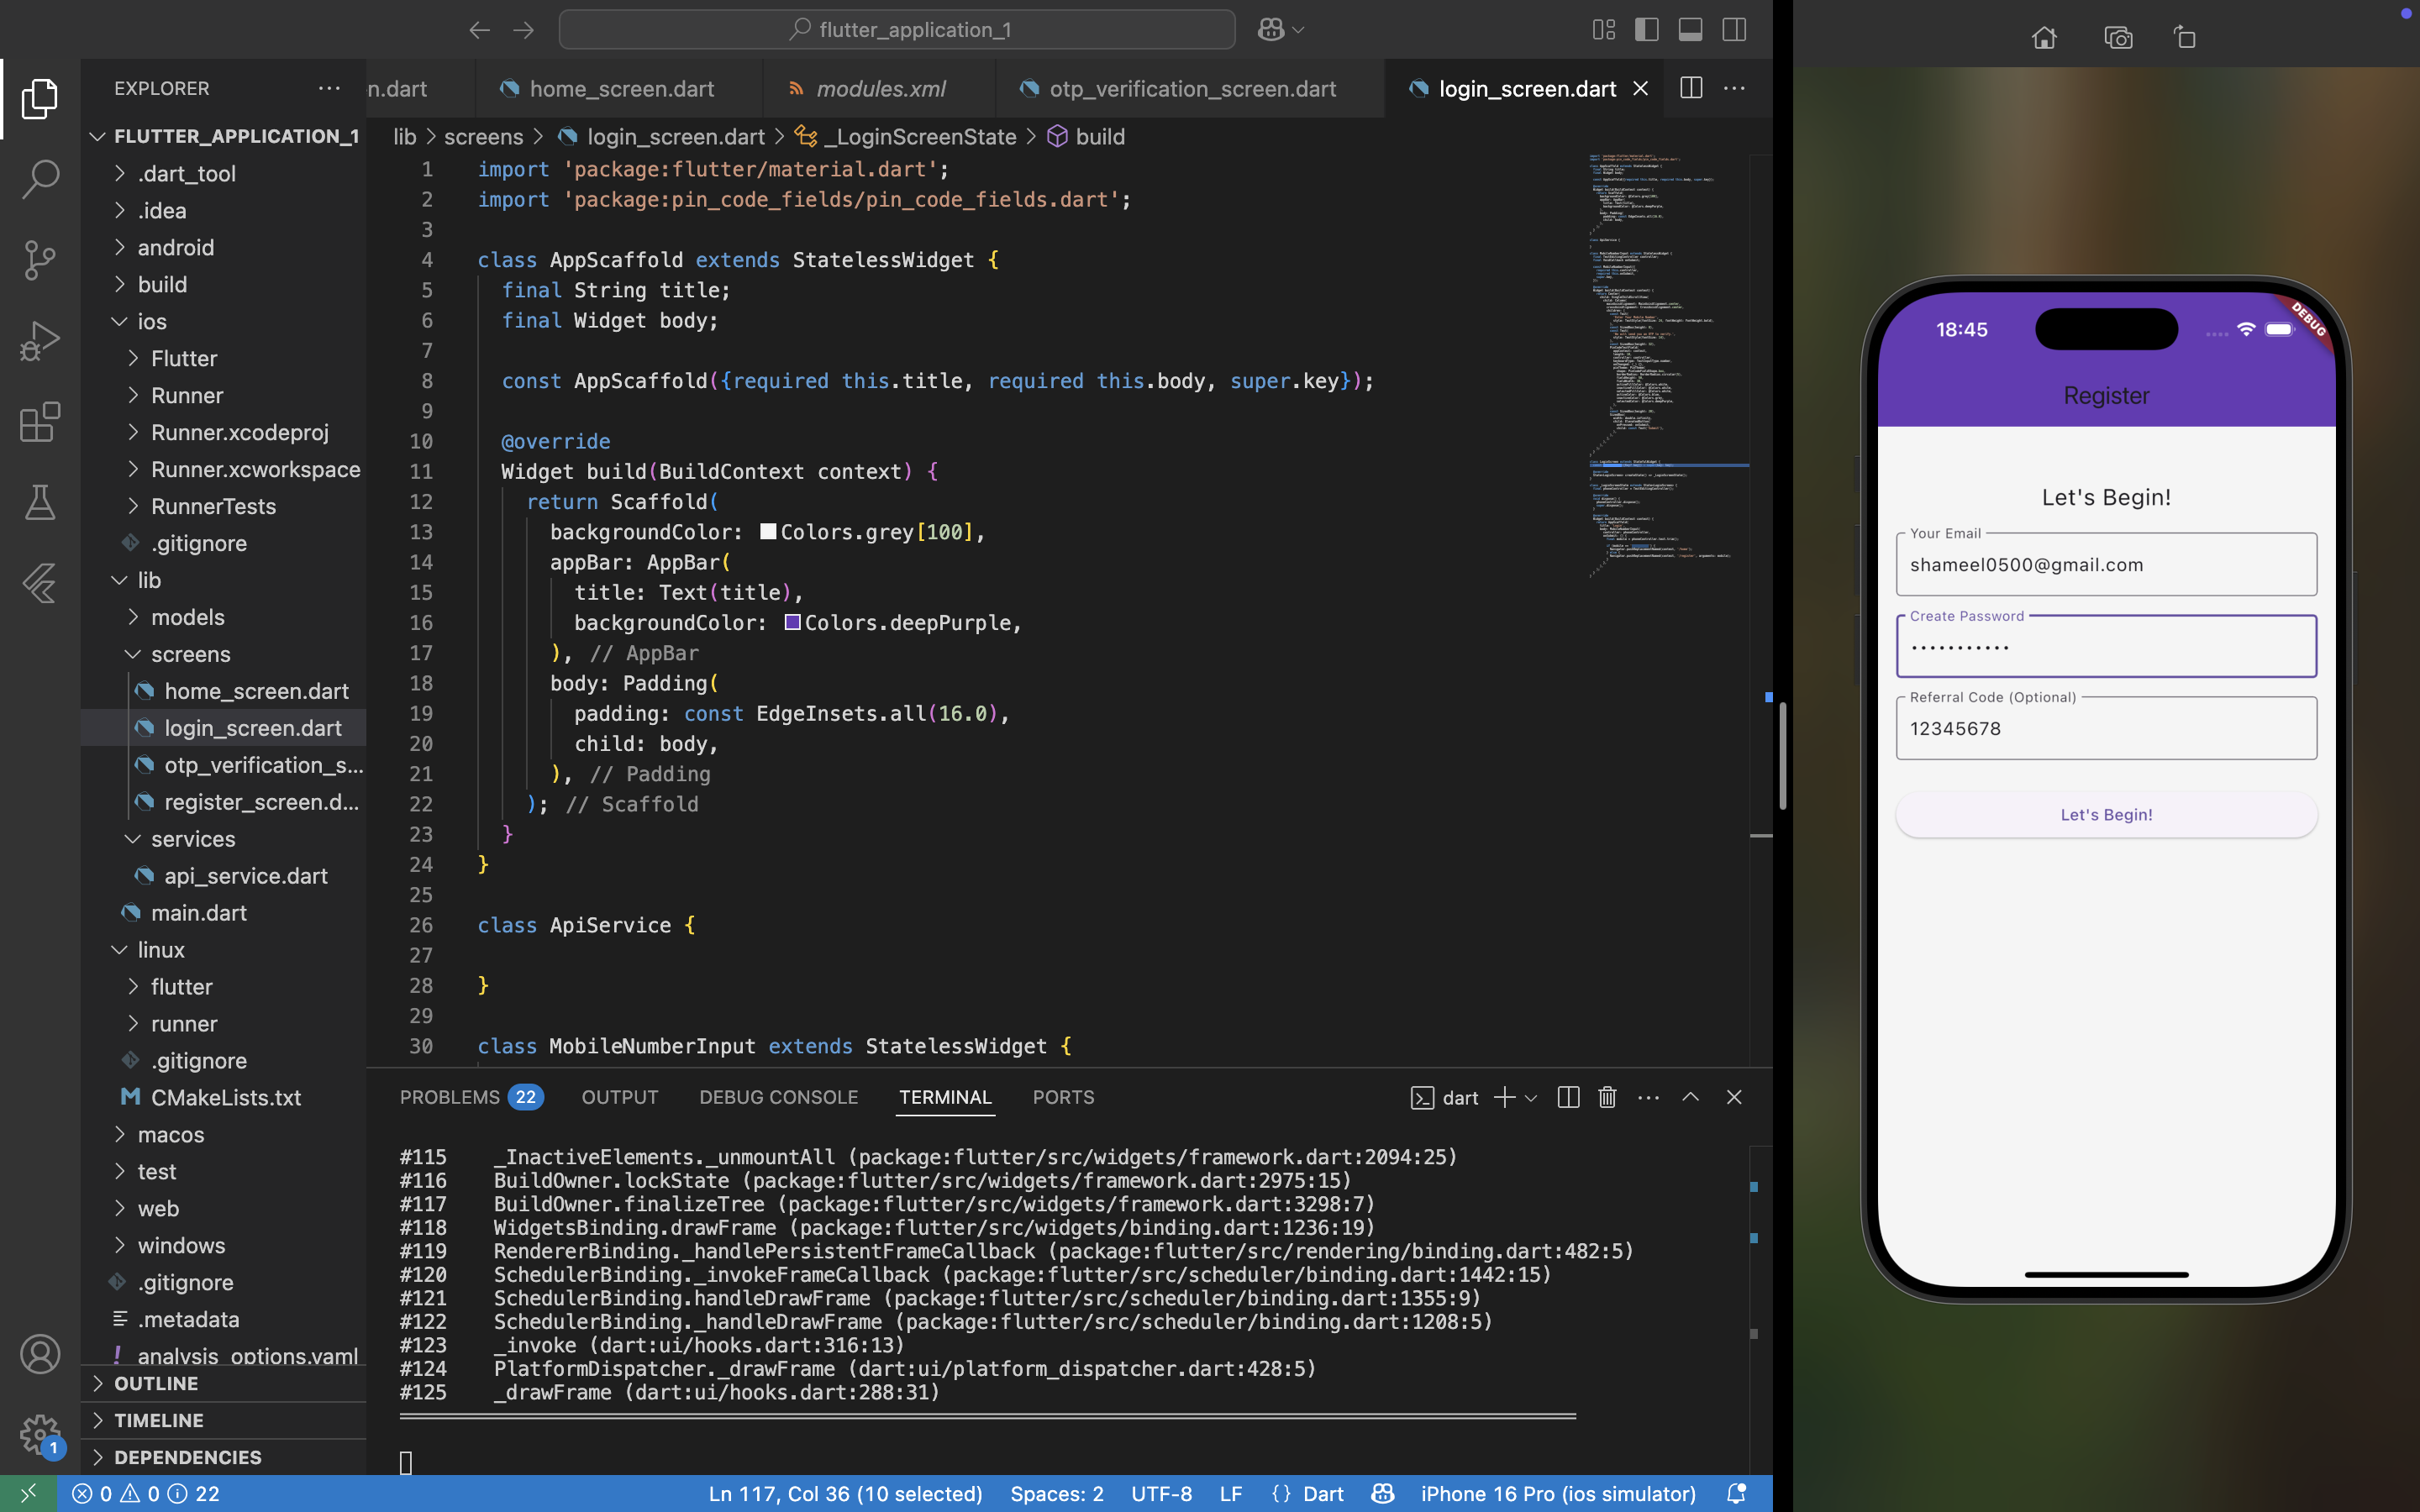 flutter_application_1
EXPLORER
n.dart
home_screen.dart
modules.xml
otp_verification_screen.dart
login_screen.dart
FLUTTER_APPLICATION_1
.dart_tool
.idea
android
build
ios
Flutter
Runner
Runner.xcodeproj
Runner.xcworkspace
RunnerTests
.gitignore
lib
models
screens
home_screen.dart
login_screen.dart
otp_verification_s...
register_screen.d...
services
api_service.dart
main.dart
linux
flutter
runner
.gitignore
CMakeLists.txt
macos
test
web
windows
.gitignore
.metadata
analysis_options.yaml
OUTLINE
TIMELINE
DEPENDENCIES
lib > screens > login_screen.dart > _LoginScreenState > build
1 import 'package:flutter/material.dart';
2 import 'package:pin_code_fields/pin_code_fields.dart';
3
4 class AppScaffold extends StatelessWidget {
5 final String title;
6 final Widget body;
7
8 const AppScaffold({required this.title, required this.body, super.key});
9
10 @override
11 Widget build(BuildContext context) {
12 return Scaffold(
13 backgroundColor: Colors.grey[100],
14 appBar: AppBar(
15 title: Text(title),
16 backgroundColor: Colors.deepPurple,
17 ), // AppBar
18 body: Padding(
19 padding: const EdgeInsets.all(16.0),
20 child: body,
21 ), // Padding
22 ); // Scaffold
23 }
24 }
25
26 class ApiService {
27
28 }
29
30 class MobileNumberInput extends StatelessWidget {
PROBLEMS 22 OUTPUT DEBUG CONSOLE TERMINAL PORTS
dart
#115 _InactiveElements._unmountAll (package:flutter/src/widgets/framework.dart:2094:25)
#116 BuildOwner.lockState (package:flutter/src/widgets/framework.dart:2975:15)
#117 BuildOwner.finalizeTree (package:flutter/src/widgets/framework.dart:3298:7)
#118 WidgetsBinding.drawFrame (package:flutter/src/widgets/binding.dart:1236:19)
#119 RendererBinding._handlePersistentFrameCallback (package:flutter/src/rendering/binding.dart:482:5)
#120 SchedulerBinding._invokeFrameCallback (package:flutter/src/scheduler/binding.dart:1442:15)
#121 SchedulerBinding.handleDrawFrame (package:flutter/src/scheduler/binding.dart:1355:9)
#122 SchedulerBinding._handleDrawFrame (package:flutter/src/scheduler/binding.dart:1208:5)
#123 _invoke (dart:ui/hooks.dart:316:13)
#124 PlatformDispatcher._drawFrame (dart:ui/platform_dispatcher.dart:428:5)
#125 _drawFrame (dart:ui/hooks.dart:288:31)
1
0 0 22
Ln 117, Col 36 (10 selected) Spaces: 2 UTF-8 LF {} Dart iPhone 16 Pro (ios simulator)
18:45
DEBUG
Register
Let's Begin!
Your Email
shameel0500@gmail.com
Create Password
•••••••••••
Referral Code (Optional)
12345678
Let's Begin!